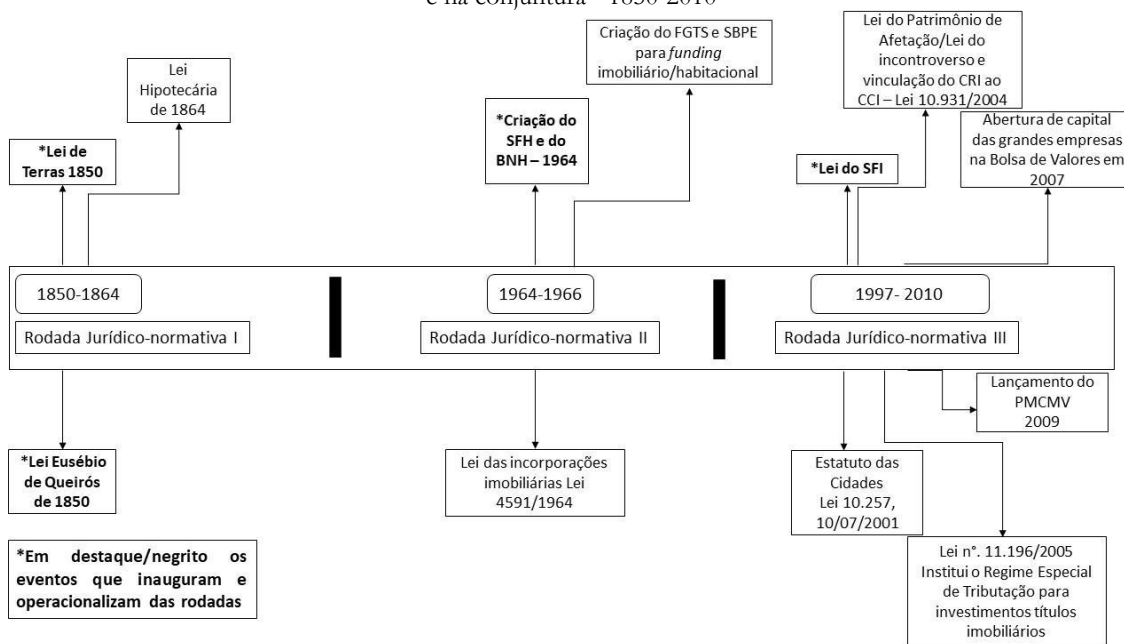 e na conjuntura - 1850-2010
Lei
Hipotecária
de 1864
*Lei de
Terras 1850
Criação do FGTS e SBPE
para funding
imobiliário/habitacional
*Criação do
SFH e do
BNH – 1964
Lei do Patrimônio de
Afetação/Lei do
incontroverso e
vinculação do CRI ao
CCI – Lei 10.931/2004
*Lei do SFI
Abertura de capital
das grandes empresas
na Bolsa de Valores em
2007
1850-1864
Rodada Jurídico-normativa I
1964-1966
Rodada Jurídico-normativa II
1997- 2010
Rodada Jurídico-normativa III
*Lei Eusébio
de Queirós
de 1850
Lei das incorporações
imobiliárias Lei
4591/1964
Estatuto das
Cidades
Lei 10.257,
10/07/2001
Lançamento do
PMCMV
2009
Lei n°. 11.196/2005
Institui o Regime Especial
de Tributação para
investimentos títulos
imobiliários
*Em destaque/negrito os
eventos que inauguram e
operacionalizam das rodadas